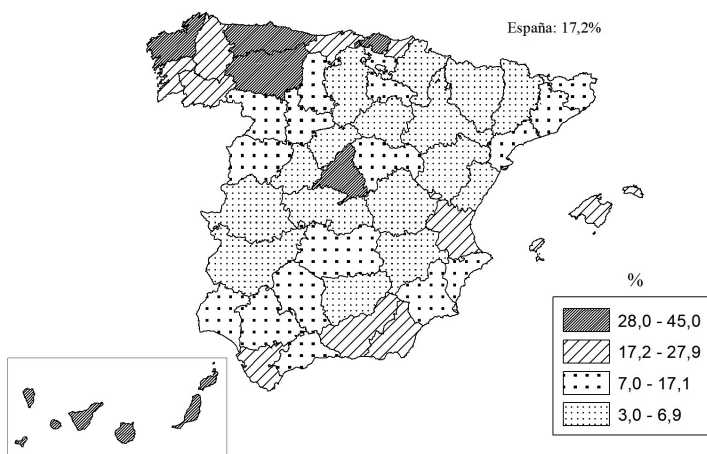 España: 17,2%
%
28,0 - 45,0
17,2 - 27,9
7,0 - 17,1
3,0 - 6,9